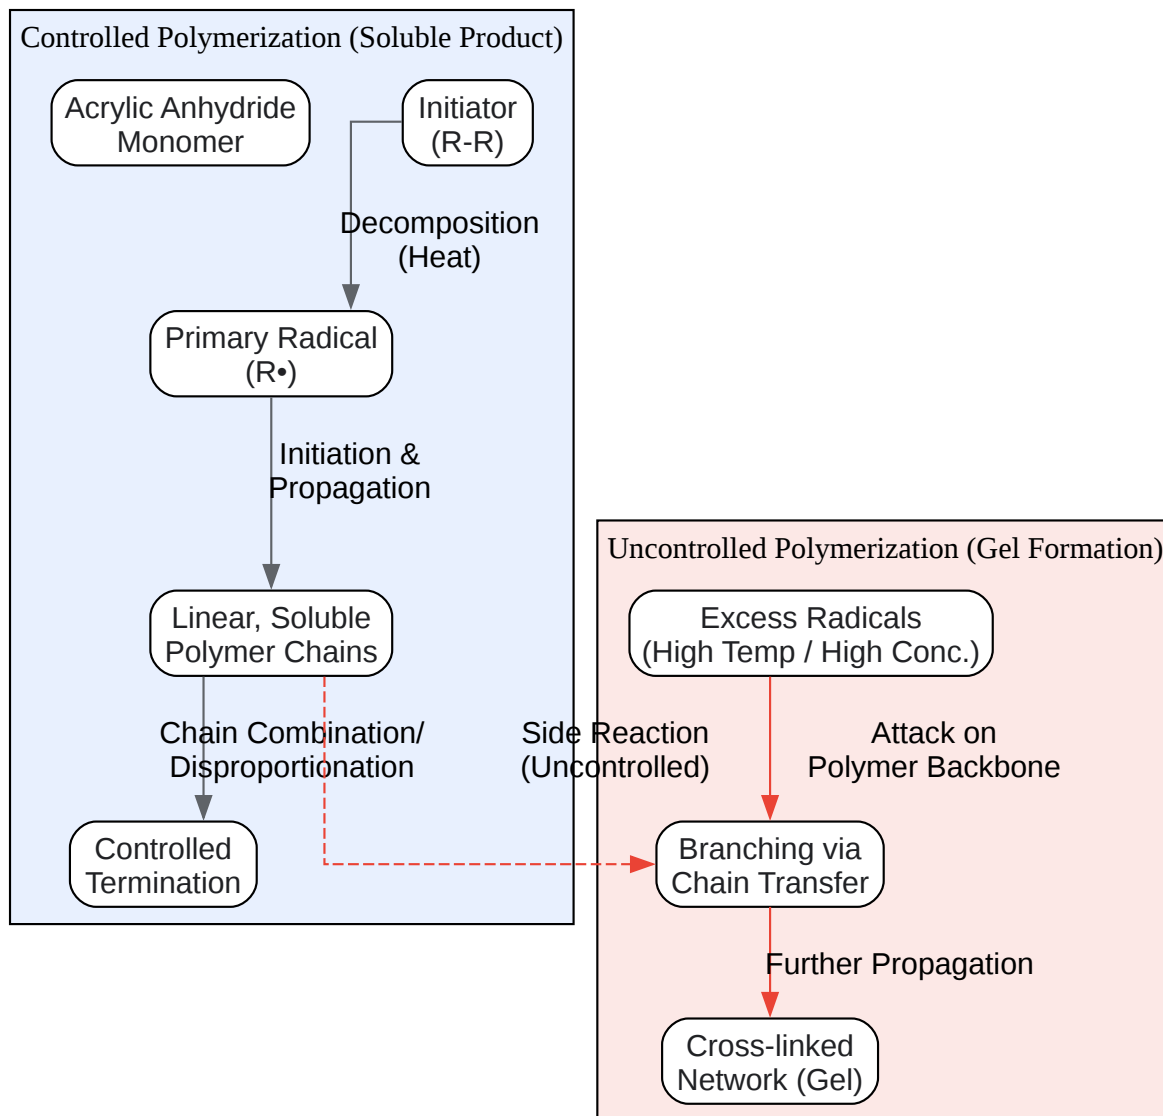 Controlled Polymerization (Soluble Product)
Acrylic Anhydride
Monomer
Initiator
(R-R)
Decomposition
(Heat)
Primary Radical
(R•)
Initiation &
Propagation
Linear, Soluble
Polymer Chains
Chain Combination/
Disproportionation
Controlled
Termination
Side Reaction
(Uncontrolled)
Uncontrolled Polymerization (Gel Formation)
Excess Radicals
(High Temp / High Conc.)
Attack on
Polymer Backbone
Branching via
Chain Transfer
Further Propagation
Cross-linked
Network (Gel)